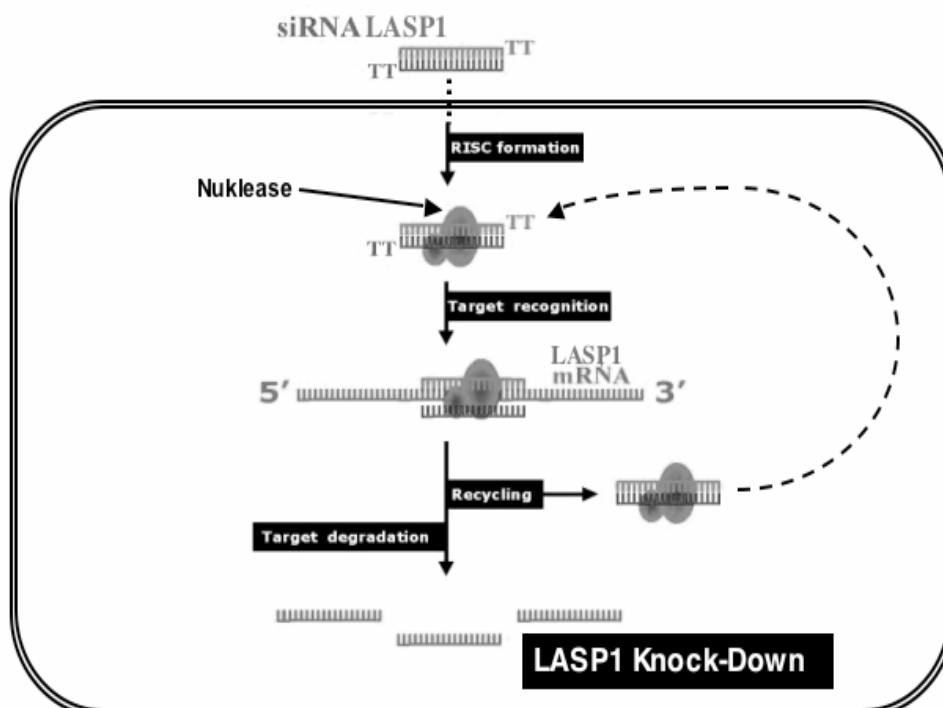 siRNA LASP1
TT
TT
RISC formation
Nuklease
TT
TT
Target recognition
LASP1
mRNA
5′
3′
Recycling
Target degradation
LASP1 Knock-Down